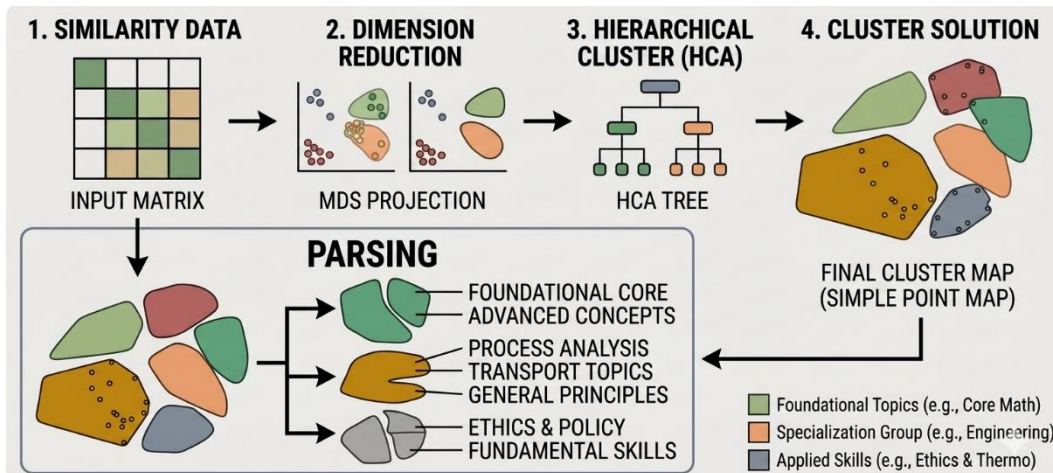 1. SIMILARITY DATA
2. DIMENSION
REDUCTION
3. HIERARCHICAL
CLUSTER (HCA)
4. CLUSTER SOLUTION
INPUT MATRIX
MDS PROJECTION
HCA TREE
FINAL CLUSTER MAP
(SIMPLE POINT MAP)
PARSING
FOUNDATIONAL CORE
ADVANCED CONCEPTS
PROCESS ANALYSIS
TRANSPORT TOPICS
GENERAL PRINCIPLES
ETHICS & POLICY
FUNDAMENTAL SKILLS
Foundational Topics (e.g., Core Math)
Specialization Group (e.g., Engineering)
Applied Skills (e.g., Ethics & Thermo)